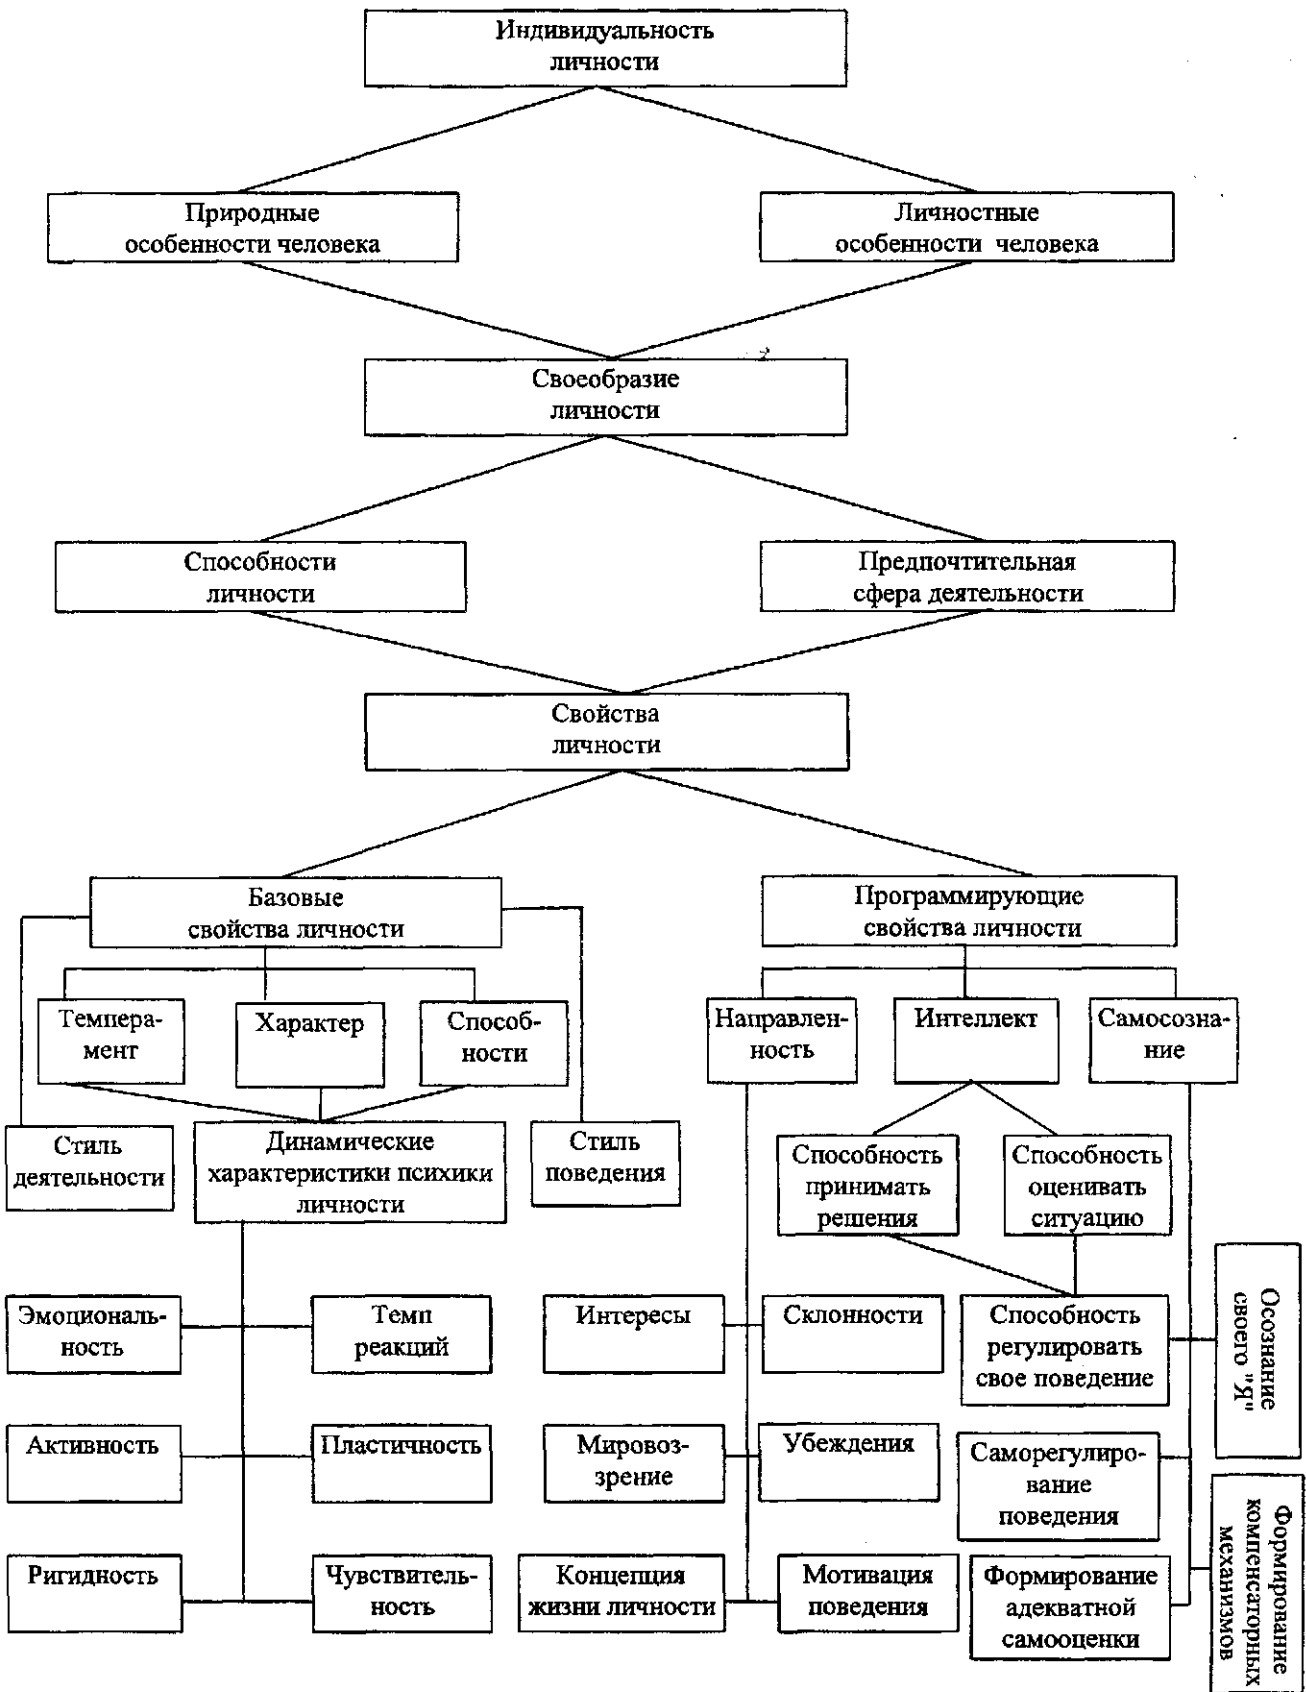 Индивидуальность
личности
Природные
особенности человека
Личностные
особенности человека
Своеобразие
личности
Способности
личности
Предпочтительная
сфера деятельности
Свойства
личности
Базовые
свойства личности
Программирующие
свойства личности
Темпера-
мент
Характер
Способ-
ности
Направлен-
ность
Интеллект
Самосозна-
ние
Стиль
деятельности
Динамические
характеристики психики
личности
Стиль
поведения
Способность
принимать
решения
Способность
оценивать
ситуацию
Эмоциональ-
ность
Темп
реакций
Интересы
Склонности
Способность
регулировать
свое поведение
Осознание
своего "Я"
Активность
Пластичность
Мировоз-
зрение
Убеждения
Саморегулиро-
вание
поведения
Ригидность
Чувствитель-
ность
Концепция
жизни личности
Мотивация
поведения
Формирование
адекватной
самооценки
Формирование
компенсаторных
механизмов